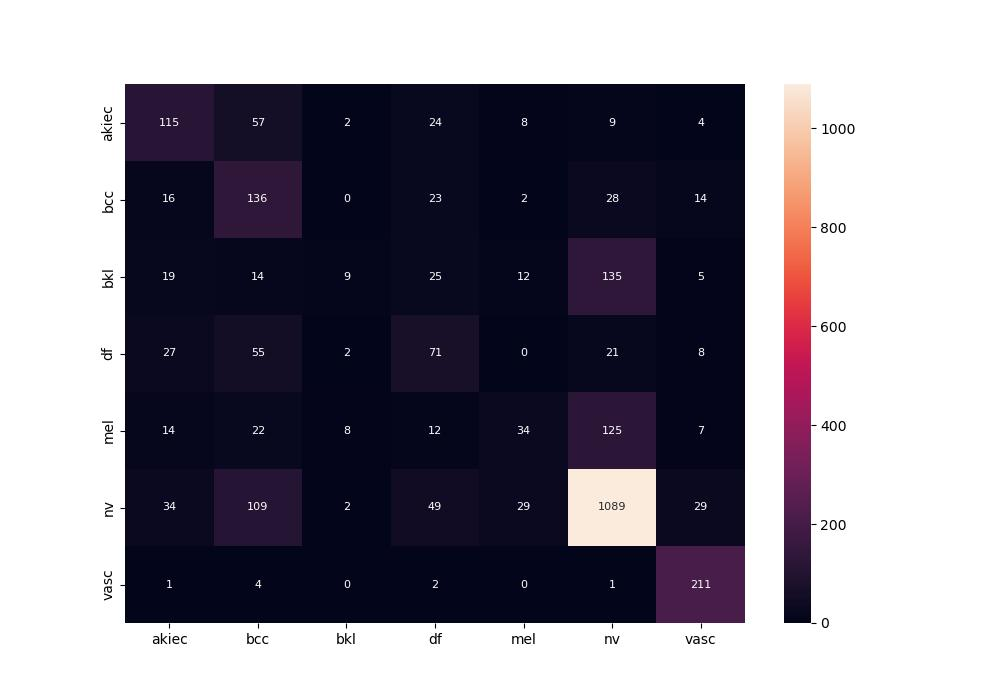 akiec 115 57 2 24 8 9 4
bcc 16 136 0 23 2 28 14
bkl 19 14 9 25 12 135 5
df 27 55 2 71 0 21 8
mel 14 22 8 12 34 125 7
nv 34 109 2 49 29 1089 29
vasc 1 4 0 2 0 1 211
akiec bcc bkl df mel nv vasc
1000
800
600
400
200
0